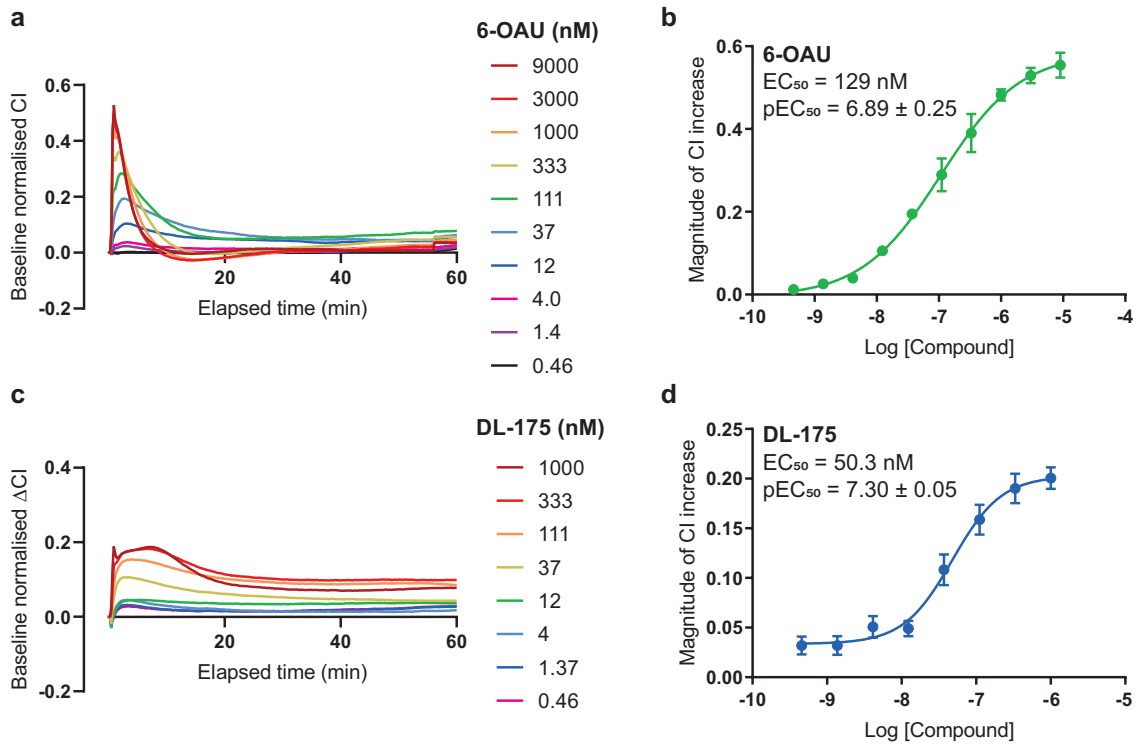 a
6-OAU (nM)
Baseline normalised CI
0.6
0.4
0.2
0.0
-0.2
20
40
60
Elapsed time (min)
9000
3000
1000
333
111
37
12
4.0
1.4
0.46
b
6-OAU
EC₅₀ = 129 nM
pEC₅₀ = 6.89 ± 0.25
Magnitude of CI increase
0.6
0.4
0.2
0.0
-10
-9
-8
-7
-6
-5
-4
Log [Compound]
c
DL-175 (nM)
Baseline normalised ΔCI
0.4
0.2
0.0
-0.2
20
40
60
Elapsed time (min)
1000
333
111
37
12
4
1.37
0.46
d
DL-175
EC₅₀ = 50.3 nM
pEC₅₀ = 7.30 ± 0.05
Magnitude of CI increase
0.25
0.20
0.15
0.10
0.05
0.00
-10
-9
-8
-7
-6
-5
Log [Compound]